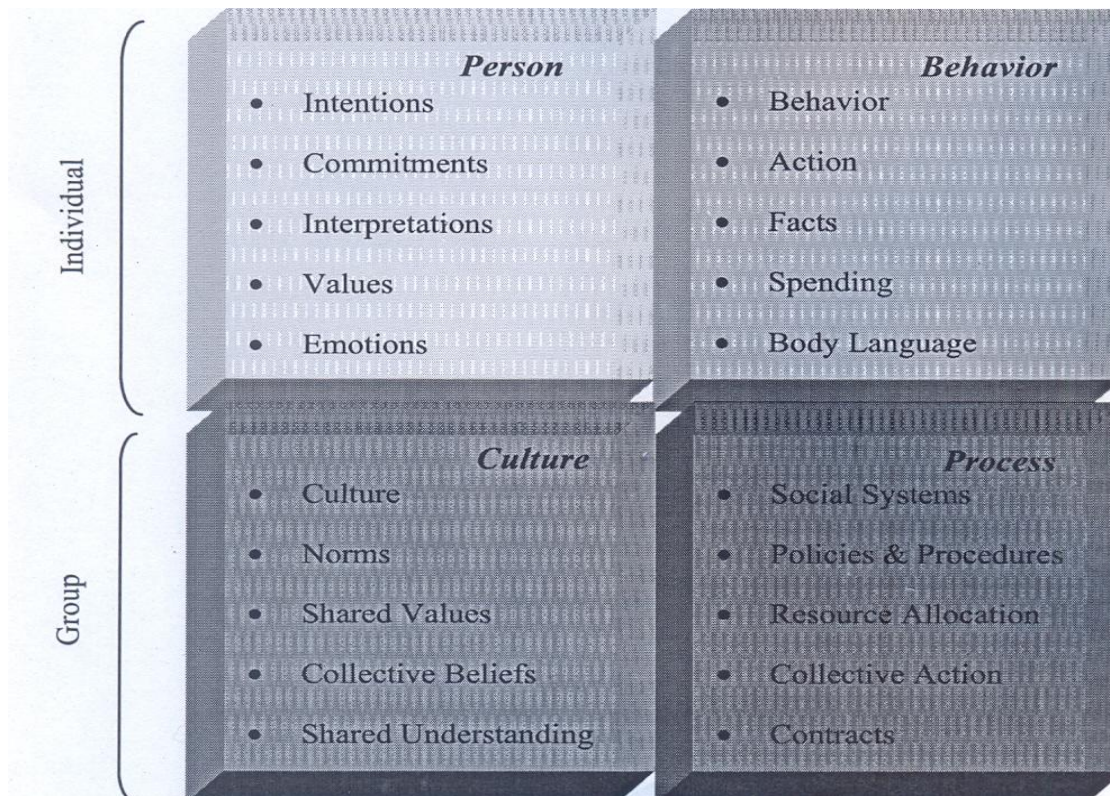 Individual
Person
• Intentions
• Commitments
• Interpretations
• Values
• Emotions
Behavior
• Behavior
• Action
• Facts
• Spending
• Body Language
Group
Culture
• Culture
• Norms
• Shared Values
• Collective Beliefs
• Shared Understanding
Process
• Social Systems
• Policies & Procedures
• Resource Allocation
• Collective Action
• Contracts